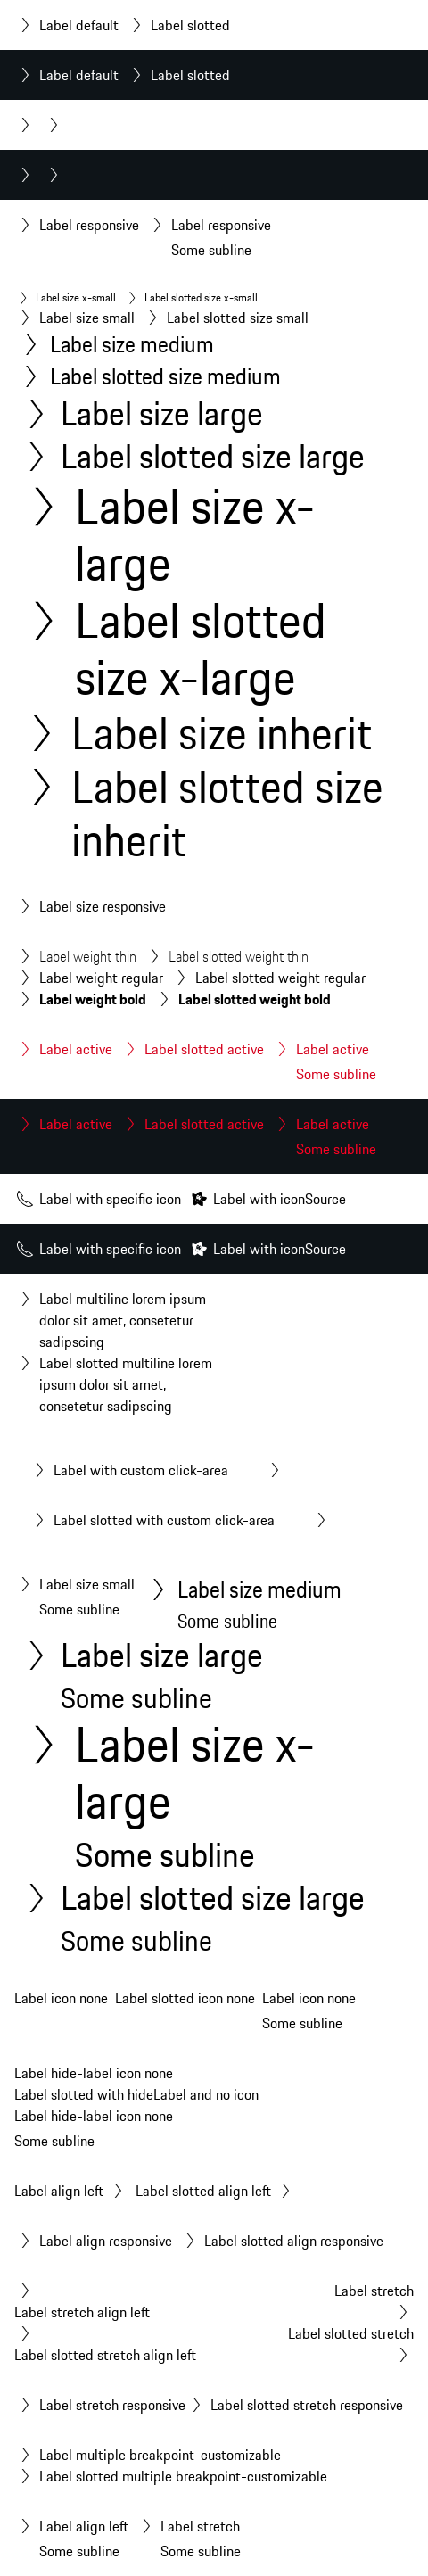 Label default Label slotted
Label default Label slotted
Label responsive Label responsive
Some subline
Label size x-small Label slotted size x-small
Label size small Label slotted size small
Label size medium
Label slotted size medium
Label size large
Label slotted size large
Label size x-
large
Label slotted
size x-large
Label size inherit
Label slotted size
inherit
Label size responsive
Label weight thin Label slotted weight thin
Label weight regular Label slotted weight regular
Label weight bold Label slotted weight bold
Label active Label slotted active Label active
Some subline
Label active Label slotted active Label active
Some subline
Label with specific icon Label with iconSource
Label with specific icon Label with iconSource
Label multiline lorem ipsum
dolor sit amet, consetetur
sadipscing
Label slotted multiline lorem
ipsum dolor sit amet,
consetetur sadipscing
Label with custom click-area
Label slotted with custom click-area
Label size small Label size medium
Some subline Some subline
Label size large
Some subline
Label size x-
large
Some subline
Label slotted size large
Some subline
Label icon none Label slotted icon none Label icon none
Some subline
Label hide-label icon none
Label slotted with hideLabel and no icon
Label hide-label icon none
Some subline
Label align left Label slotted align left
Label align responsive Label slotted align responsive
Label stretch
Label stretch align left
Label slotted stretch
Label slotted stretch align left
Label stretch responsive Label slotted stretch responsive
Label multiple breakpoint-customizable
Label slotted multiple breakpoint-customizable
Label align left Label stretch
Some subline Some subline